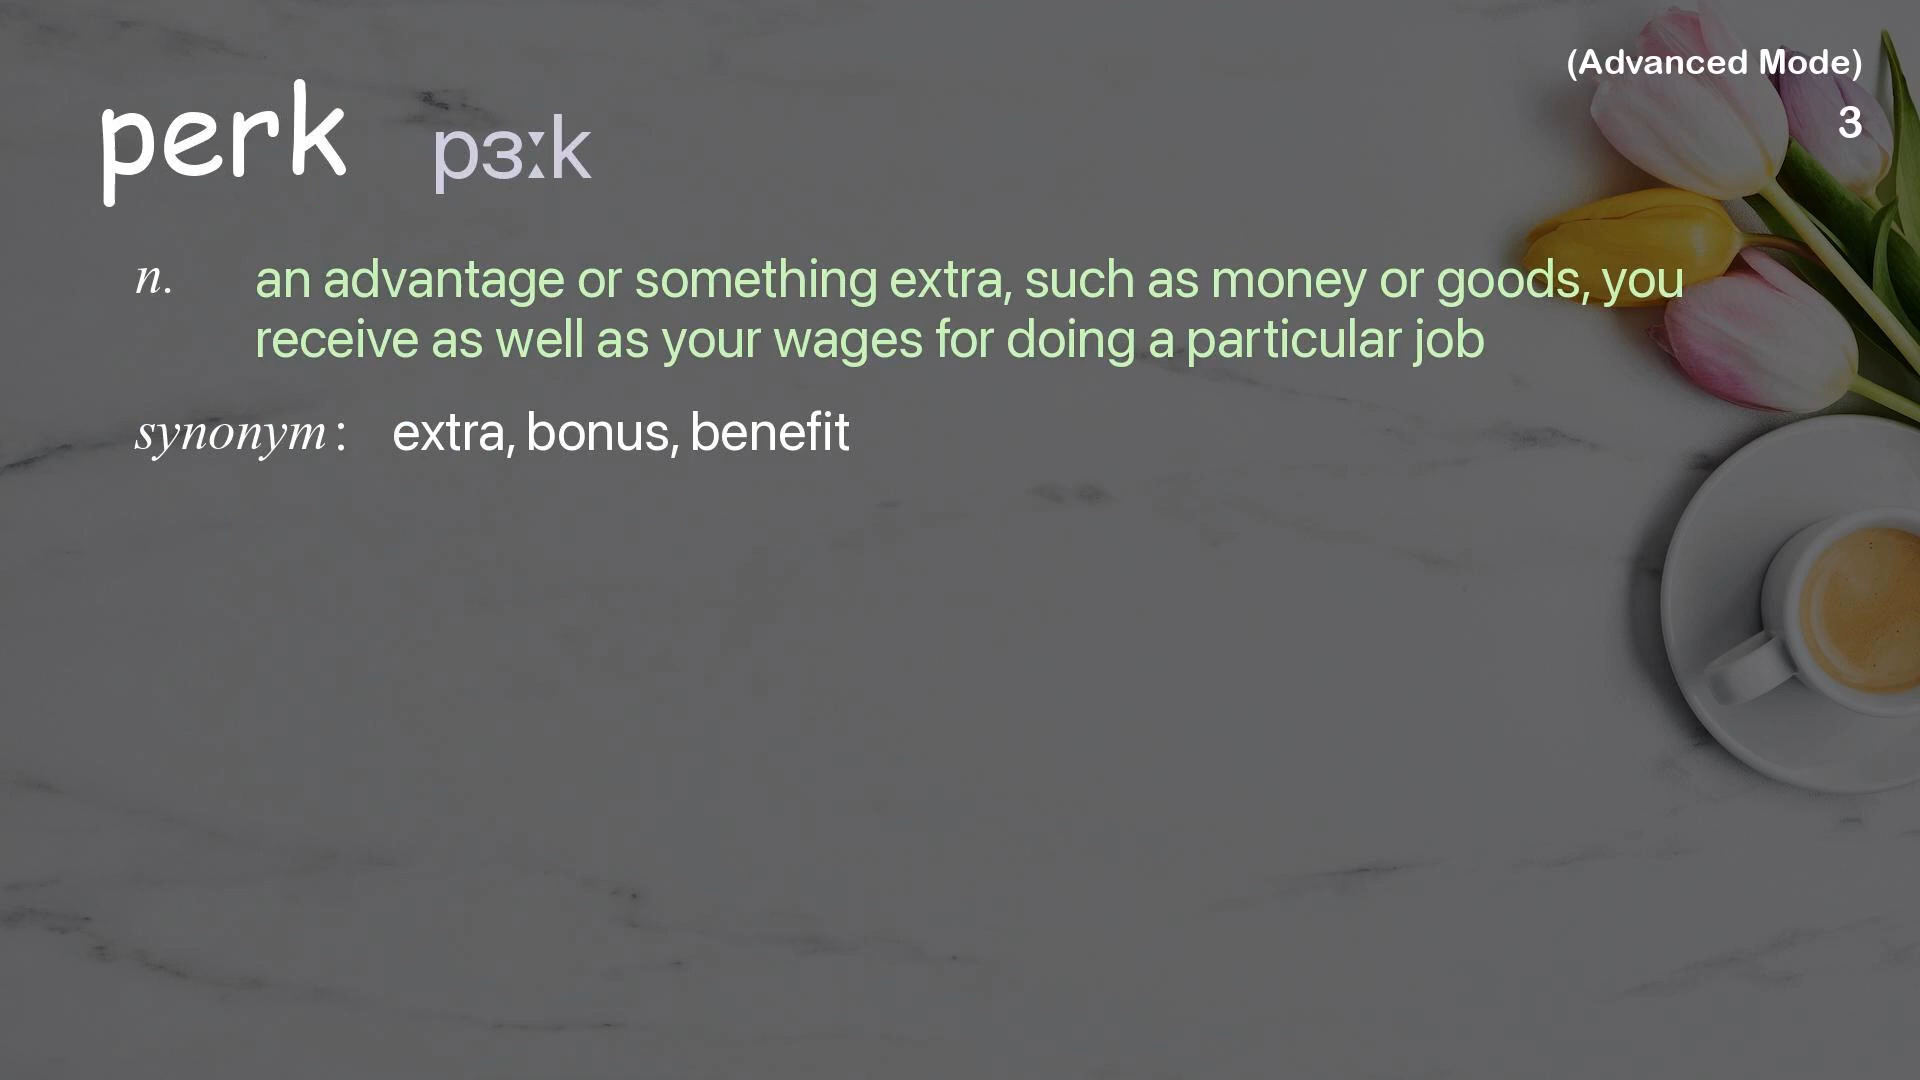 (Advanced Mode)
3
perk pɜːk
n. an advantage or something extra, such as money or goods, you
receive as well as your wages for doing a particular job
synonym: extra, bonus, benefit